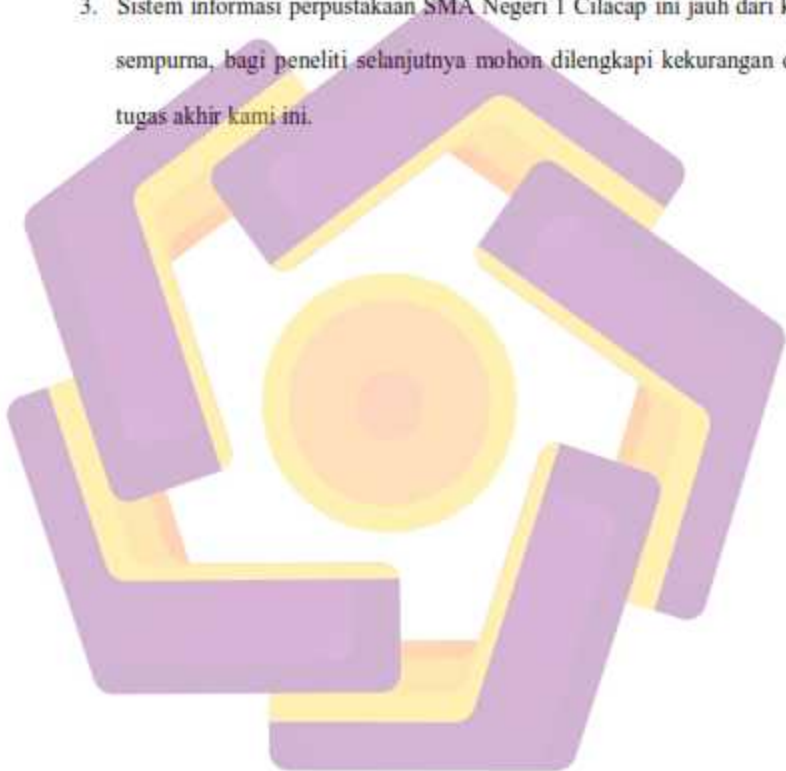 3. Sistem informasi perpustakaan SMA Negeri 1 Cilacap ini jauh dari
sempurna, bagi peneliti selanjutnya mohon dilengkapi kekurangan
tugas akhir kami ini.